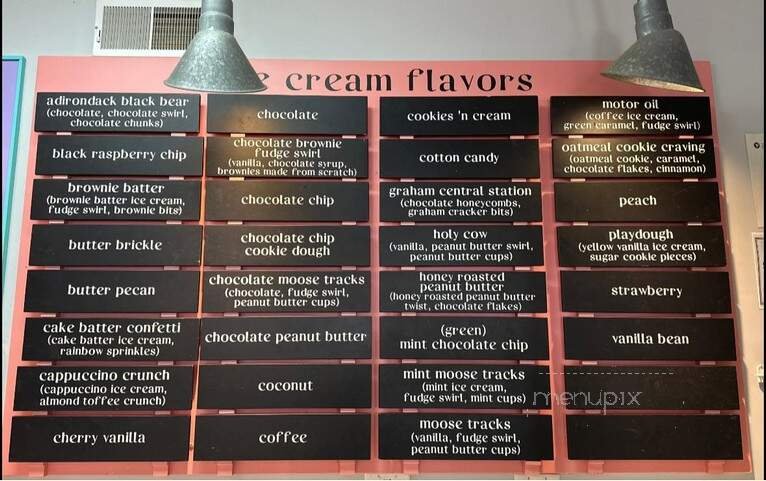 ce cream flavors
adirondack black bear
(chocolate, chocolate swirl,
chocolate chunks)
black raspberry chip
brownie batter
(brownie batter ice cream,
fudge swirl, brownie bits)
butter brickle
butter pecan
cake batter confetti
(cake batter ice cream,
rainbow sprinkles)
cappuccino crunch
(cappuccino ice cream,
almond toffee crunch)
cherry vanilla
chocolate
chocolate brownie
fudge swirl
(vanilla, chocolate syrup,
brownies made from scratch)
chocolate chip
chocolate chip
cookie dough
chocolate moose tracks
(chocolate, fudge swirl,
peanut butter cups)
chocolate peanut butter
coconut
coffee
cookies 'n cream
cotton candy
graham central station
(chocolate honeycombs,
graham cracker bits)
holy cow
(vanilla, peanut butter swirl,
peanut butter cups)
honey roasted
peanut butter
(honey roasted peanut butter
twist, chocolate flakes)
(green)
mint chocolate chip
mint moose tracks
(mint ice cream,
fudge swirl, mint cups)
moose tracks
(vanilla, fudge swirl,
peanut butter cups)
motor oil
(coffee ice cream,
green caramel, fudge swirl)
oatmeal cookie craving
(oatmeal cookie, caramel,
chocolate flakes, cinnamon)
peach
playdough
(yellow vanilla ice cream,
sugar cookie pieces)
strawberry
vanilla bean
menupix